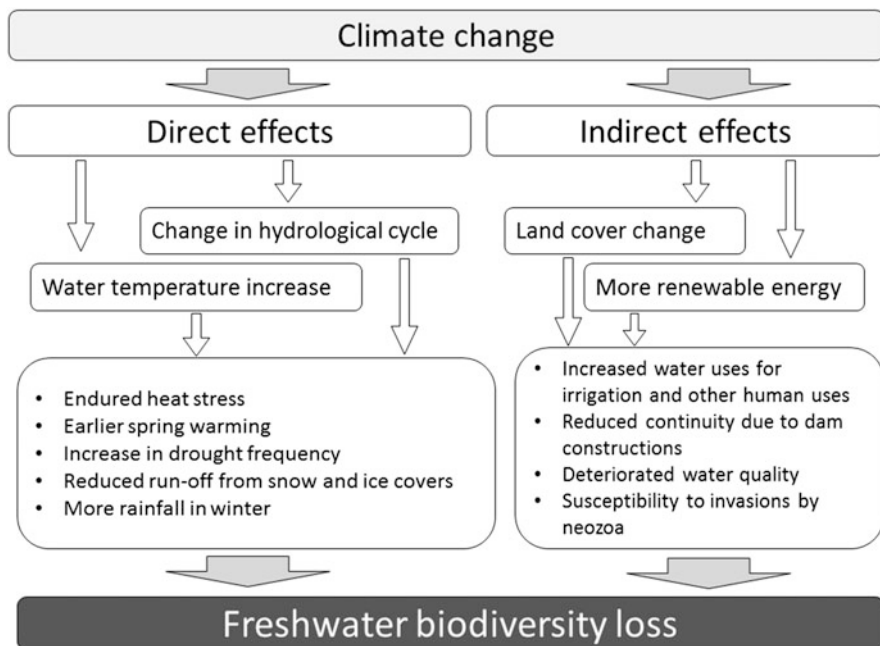 Climate change
Direct effects
Indirect effects
Change in hydrological cycle
Land cover change
Water temperature increase
More renewable energy
• Endured heat stress
• Earlier spring warming
• Increase in drought frequency
• Reduced run-off from snow and ice covers
• More rainfall in winter
• Increased water uses for
irrigation and other human uses
• Reduced continuity due to dam
constructions
• Deteriorated water quality
• Susceptibility to invasions by
neozoa
Freshwater biodiversity loss